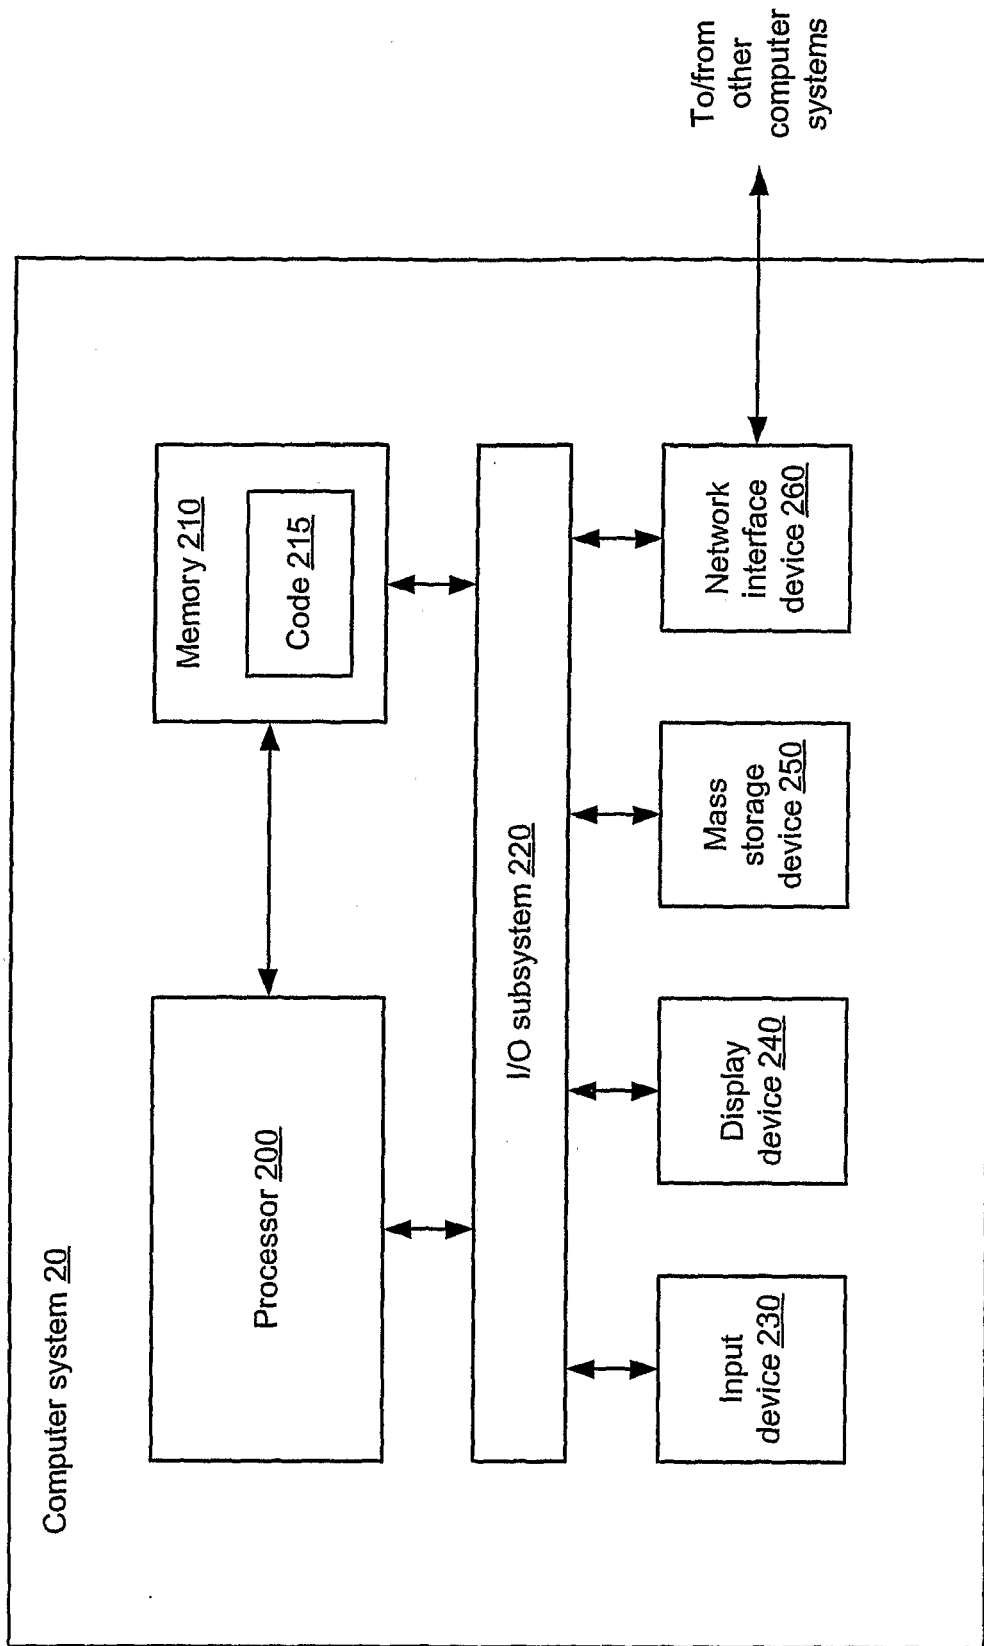 Computer system 20
Processor 200
Memory 210
Code 215
I/O subsystem 220
Input
device 230
Display
device 240
Mass
storage
device 250
Network
interface
device 260
To/from
other
computer
systems